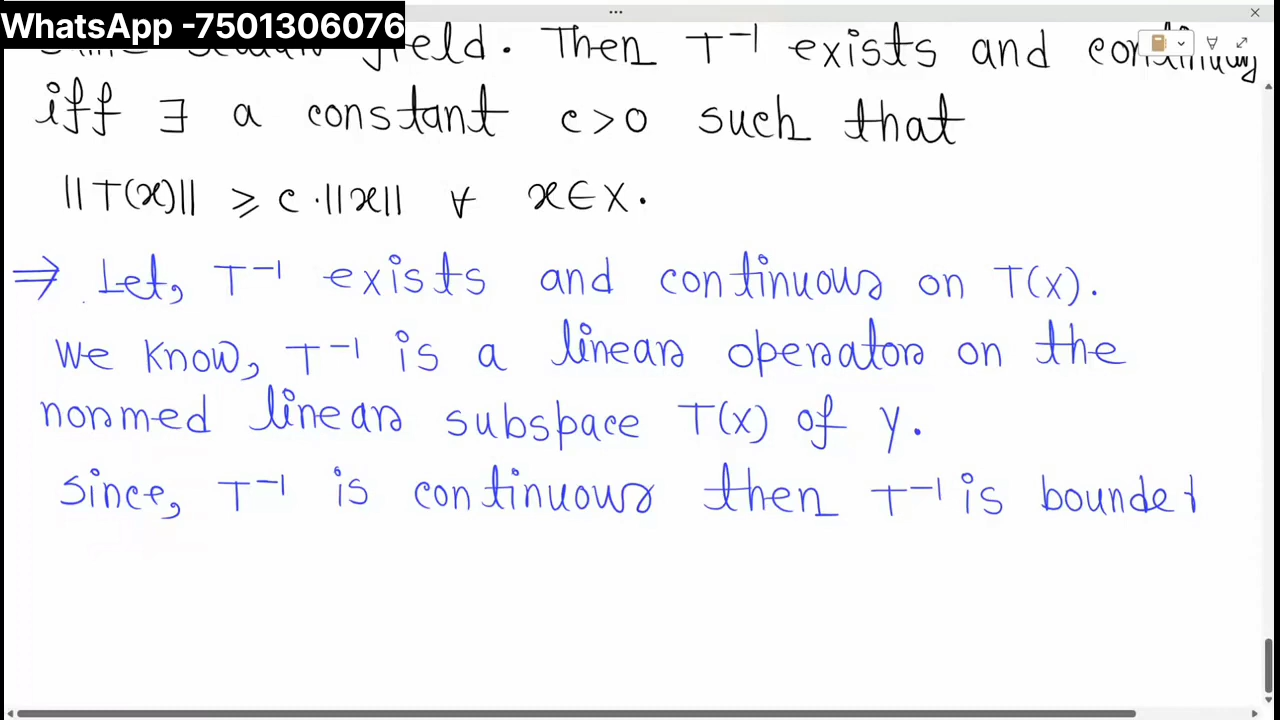 WhatsApp -7501306076
field. Then T⁻¹ exists and continuous
iff ∃ a constant c>0 such that
||T(x)|| ⩾ c.||x|| ∀ x∈X.
⇒ Let, T⁻¹ exists and continuous on T(X).
We know, T⁻¹ is a linear operator on the
normed linear subspace T(X) of Y.
Since, T⁻¹ is continuous then T⁻¹ is bounded